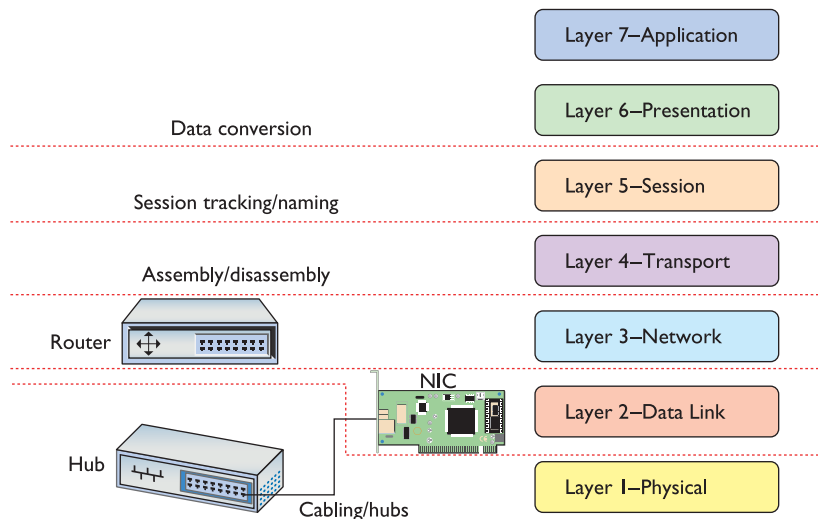 Layer 7–Application
Layer 6–Presentation
Data conversion
Layer 5–Session
Session tracking/naming
Layer 4–Transport
Assembly/disassembly
Router
Layer 3–Network
NIC
Layer 2–Data Link
Hub
Layer 1–Physical
Cabling/hubs